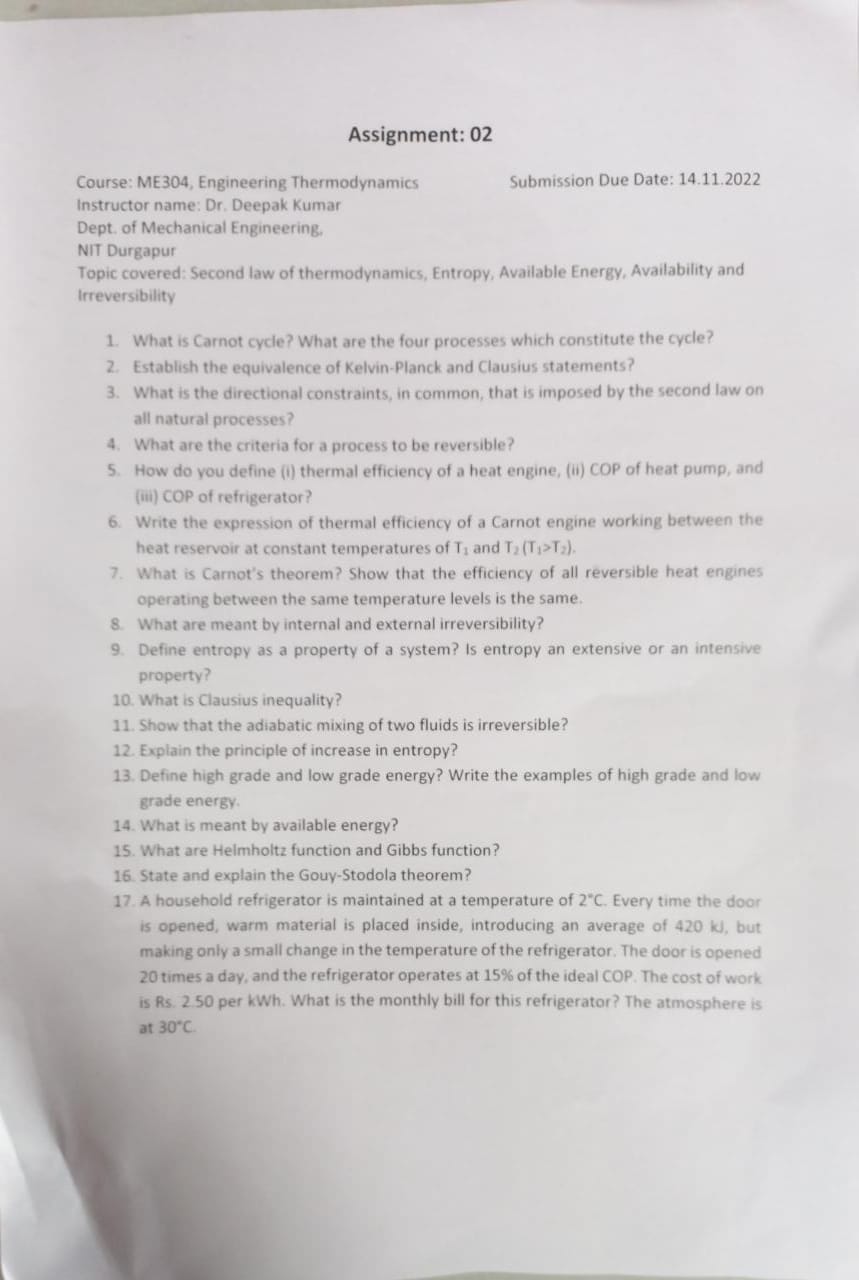 Assignment: 02
Course: ME304, Engineering Thermodynamics Submission Due Date: 14.11.2022
Instructor name: Dr. Deepak Kumar
Dept. of Mechanical Engineering,
NIT Durgapur
Topic covered: Second law of thermodynamics, Entropy, Available Energy, Availability and
Irreversibility
1. What is Carnot cycle? What are the four processes which constitute the cycle?
2. Establish the equivalence of Kelvin-Planck and Clausius statements?
3. What is the directional constraints, in common, that is imposed by the second law on
all natural processes?
4. What are the criteria for a process to be reversible?
5. How do you define (i) thermal efficiency of a heat engine, (ii) COP of heat pump, and
(iii) COP of refrigerator?
6. Write the expression of thermal efficiency of a Carnot engine working between the
heat reservoir at constant temperatures of T₁ and T₂ (T₁>T₂).
7. What is Carnot's theorem? Show that the efficiency of all reversible heat engines
operating between the same temperature levels is the same.
8. What are meant by internal and external irreversibility?
9. Define entropy as a property of a system? Is entropy an extensive or an intensive
property?
10. What is Clausius inequality?
11. Show that the adiabatic mixing of two fluids is irreversible?
12. Explain the principle of increase in entropy?
13. Define high grade and low grade energy? Write the examples of high grade and low
grade energy.
14. What is meant by available energy?
15. What are Helmholtz function and Gibbs function?
16. State and explain the Gouy-Stodola theorem?
17. A household refrigerator is maintained at a temperature of 2°C. Every time the door
is opened, warm material is placed inside, introducing an average of 420 kJ, but
making only a small change in the temperature of the refrigerator. The door is opened
20 times a day, and the refrigerator operates at 15% of the ideal COP. The cost of work
is Rs. 2.50 per kWh. What is the monthly bill for this refrigerator? The atmosphere is
at 30°C.